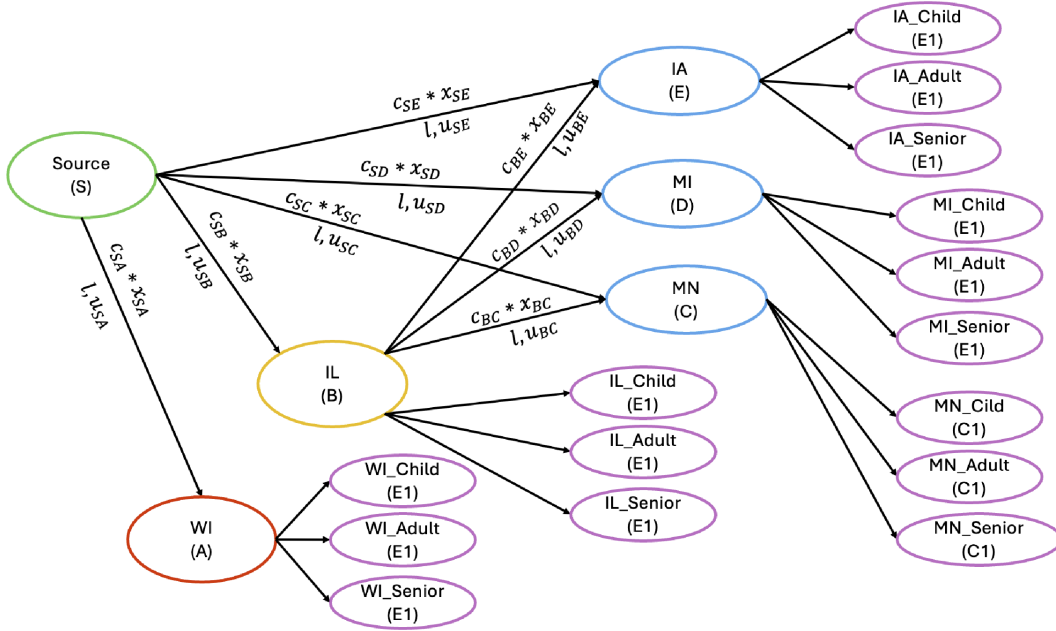 IA_Child
(E1)
IA
(E)
IA_Adult
(E1)
IA_Senior
(E1)
c_SE * x_SE
l, u_SE
c_BE * x_BE
l, u_BE
Source
(S)
c_SD * x_SD
l, u_SD
MI
(D)
MI_Child
(E1)
MI_Adult
(E1)
MI_Senior
(E1)
c_SC * x_SC
l, u_SC
c_BD * x_BD
l, u_BD
c_SB * x_SB
l, u_SB
c_SA * x_SA
l, u_SA
MN
(C)
c_BC * x_BC
l, u_BC
IL
(B)
IL_Child
(E1)
IL_Adult
(E1)
IL_Senior
(E1)
MN_Cild
(C1)
MN_Adult
(C1)
MN_Senior
(C1)
WI
(A)
WI_Child
(E1)
WI_Adult
(E1)
WI_Senior
(E1)